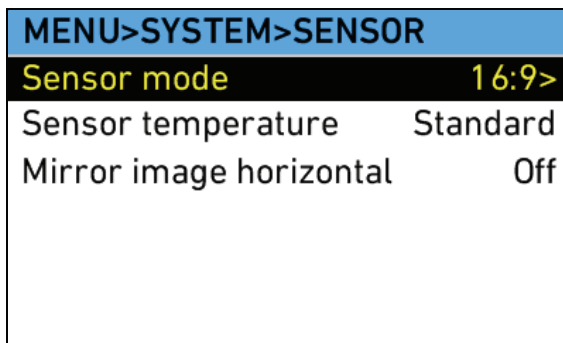 MENU>SYSTEM>SENSOR
Sensor mode 16:9>
Sensor temperature Standard
Mirror image horizontal Off